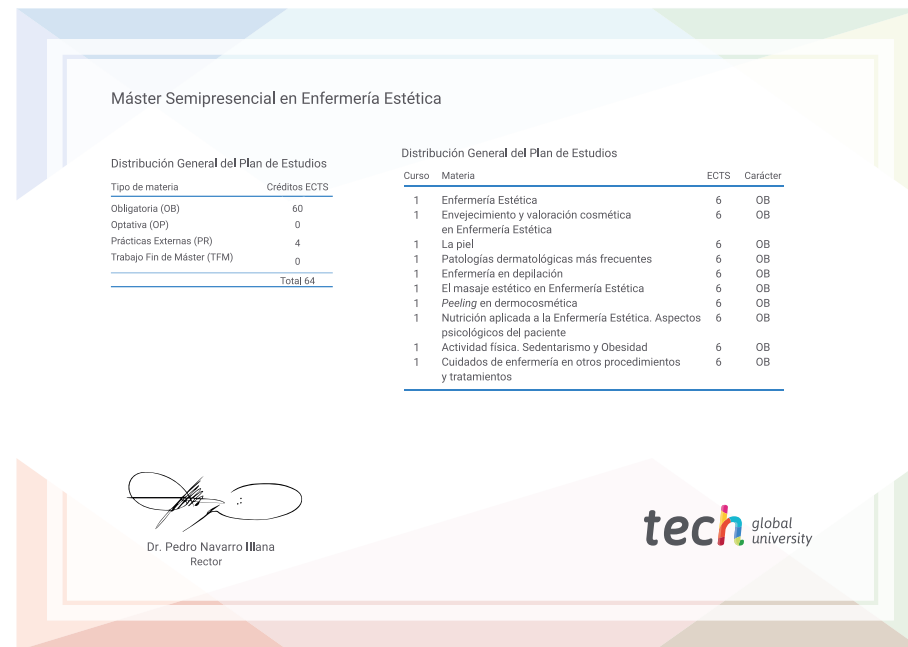 Máster Semipresencial en Enfermería Estética
Distribución General del Plan de Estudios
Tipo de materia Créditos ECTS
Obligatoria (OB) 60
Optativa (OP) 0
Prácticas Externas (PR) 4
Trabajo Fin de Máster (TFM) 0
Total 64
Distribución General del Plan de Estudios
Curso Materia ECTS Carácter
1 Enfermería Estética 6 OB
1 Envejecimiento y valoración cosmética 6 OB
en Enfermería Estética
1 La piel 6 OB
1 Patologías dermatológicas más frecuentes 6 OB
1 Enfermería en depilación 6 OB
1 El masaje estético en Enfermería Estética 6 OB
1 Peeling en dermocosmética 6 OB
1 Nutrición aplicada a la Enfermería Estética. Aspectos 6 OB
psicológicos del paciente
1 Actividad física. Sedentarismo y Obesidad 6 OB
1 Cuidados de enfermería en otros procedimientos 6 OB
y tratamientos
Dr. Pedro Navarro Illana
Rector
tech global
university